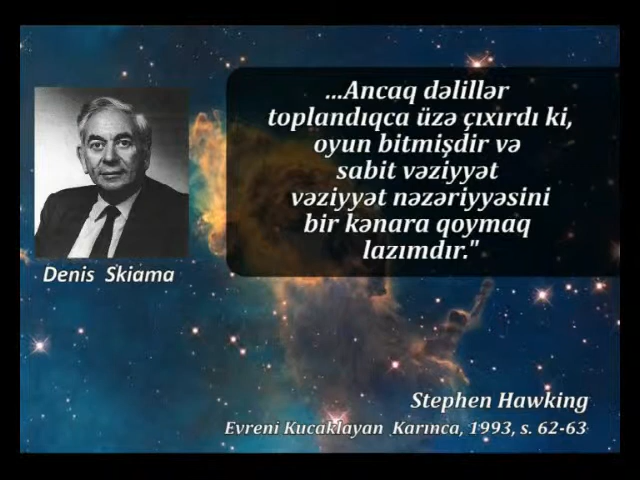 ...Ancaq dəlillər
toplandıqca üzə çıxırdı ki,
oyun bitmişdir və
sabit vəziyyət
vəziyyət nəzəriyyəsini
bir kənara qoymaq
lazımdır."
Denis Skiama
Stephen Hawking
Evreni Kucaklayan Karınca, 1993, s. 62-63